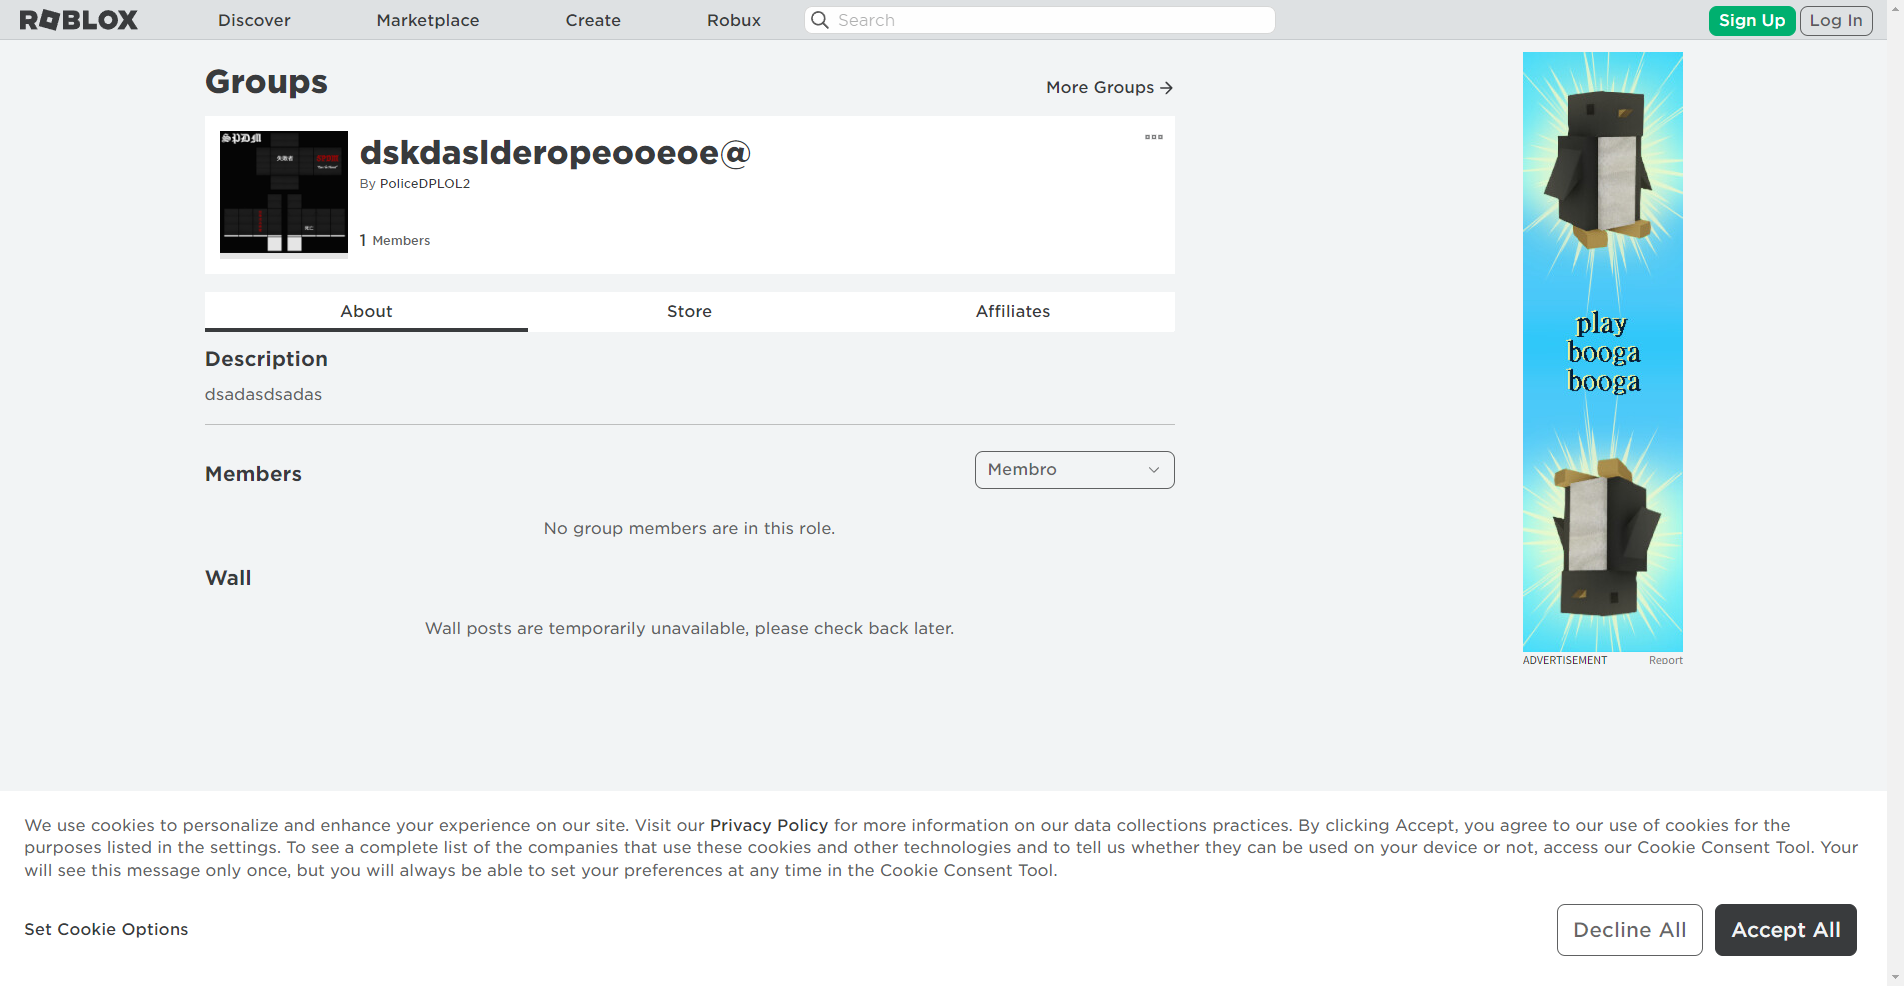 ROBLOX
Discover
Marketplace
Create
Robux
Search
Sign Up
Log In
Groups
More Groups
SPDM
失敗者
SPDM
dskdaslderopeooeoe@
By PoliceDPLOL2
1 Members
About
Store
Affiliates
Description
dsadasdsadas
Members
Membro
No group members are in this role.
Wall
Wall posts are temporarily unavailable, please check back later.
play
booga
booga
ADVERTISEMENT
Report
We use cookies to personalize and enhance your experience on our site. Visit our Privacy Policy for more information on our data collections practices. By clicking Accept, you agree to our use of cookies for the
purposes listed in the settings. To see a complete list of the companies that use these cookies and other technologies and to tell us whether they can be used on your device or not, access our Cookie Consent Tool. Your
will see this message only once, but you will always be able to set your preferences at any time in the Cookie Consent Tool.
Set Cookie Options
Decline All
Accept All